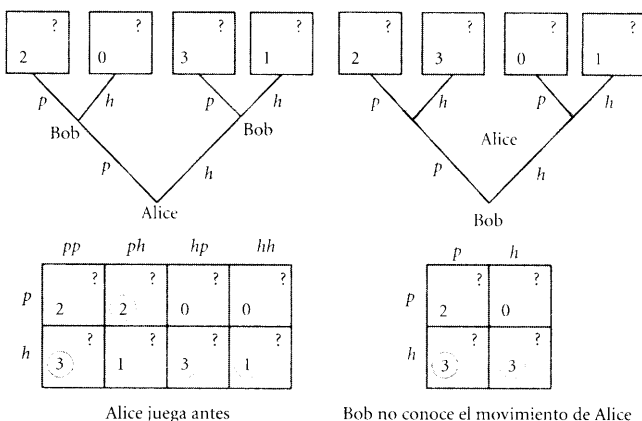 ? ? ? ?
2 0 3 1
p h p h
Bob Bob
p h
Alice
? ? ? ?
2 3 0 1
p h p h
Alice
p h
Bob
pp ph hp hh
? ? ? ?
p 2 2 0 0
? ? ? ?
h 3 1 3 1
Alice juega antes
p h
? ?
p 2 0
? ?
h 3 3
Bob no conoce el movimiento de Alice